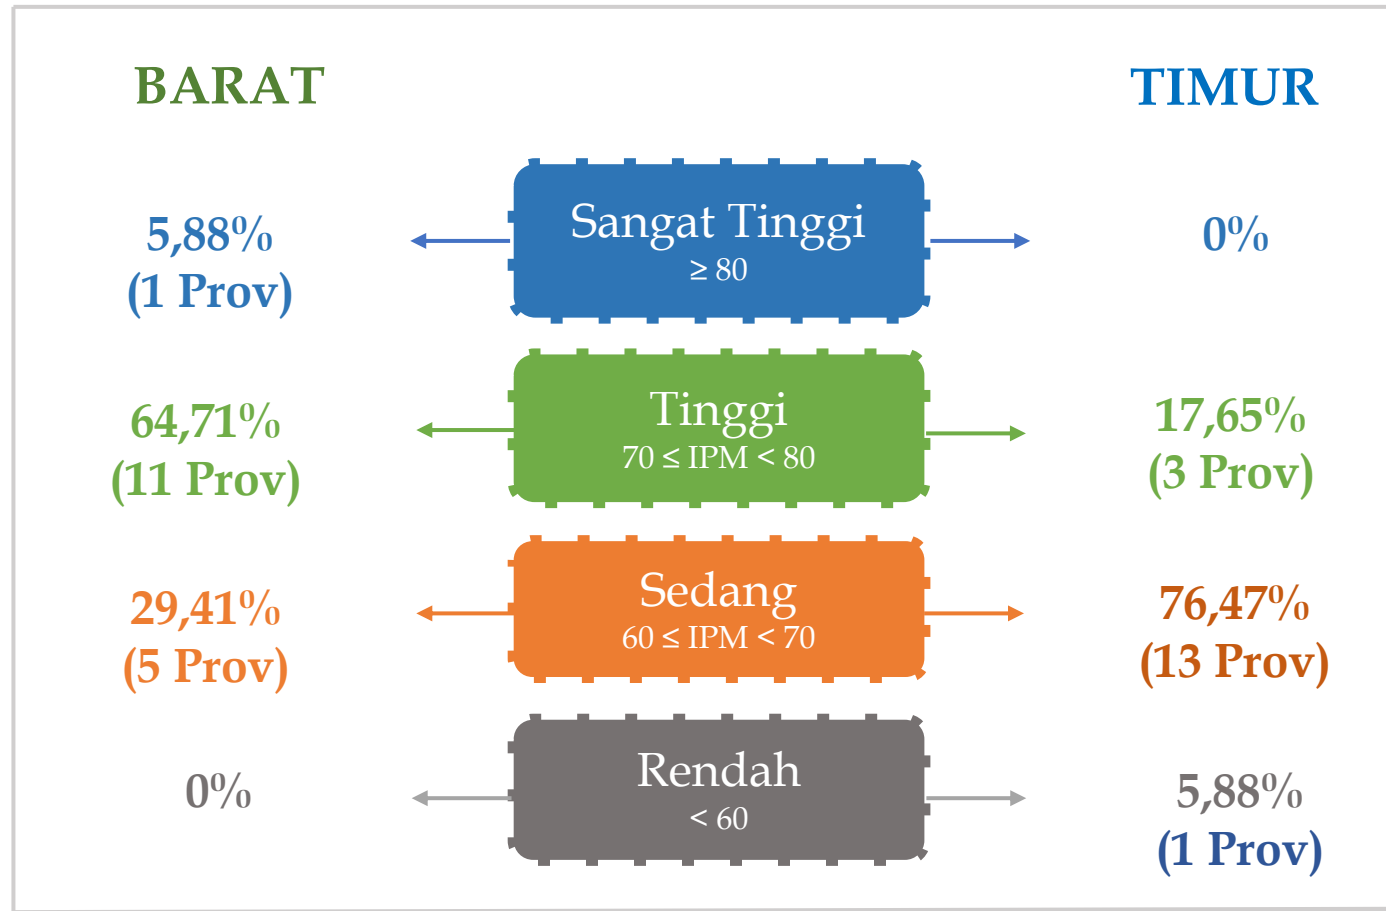 BARAT
TIMUR
Sangat Tinggi
≥ 80
5,88%
(1 Prov)
0%
Tinggi
70 ≤ IPM < 80
64,71%
(11 Prov)
17,65%
(3 Prov)
Sedang
60 ≤ IPM < 70
29,41%
(5 Prov)
76,47%
(13 Prov)
Rendah
< 60
0%
5,88%
(1 Prov)